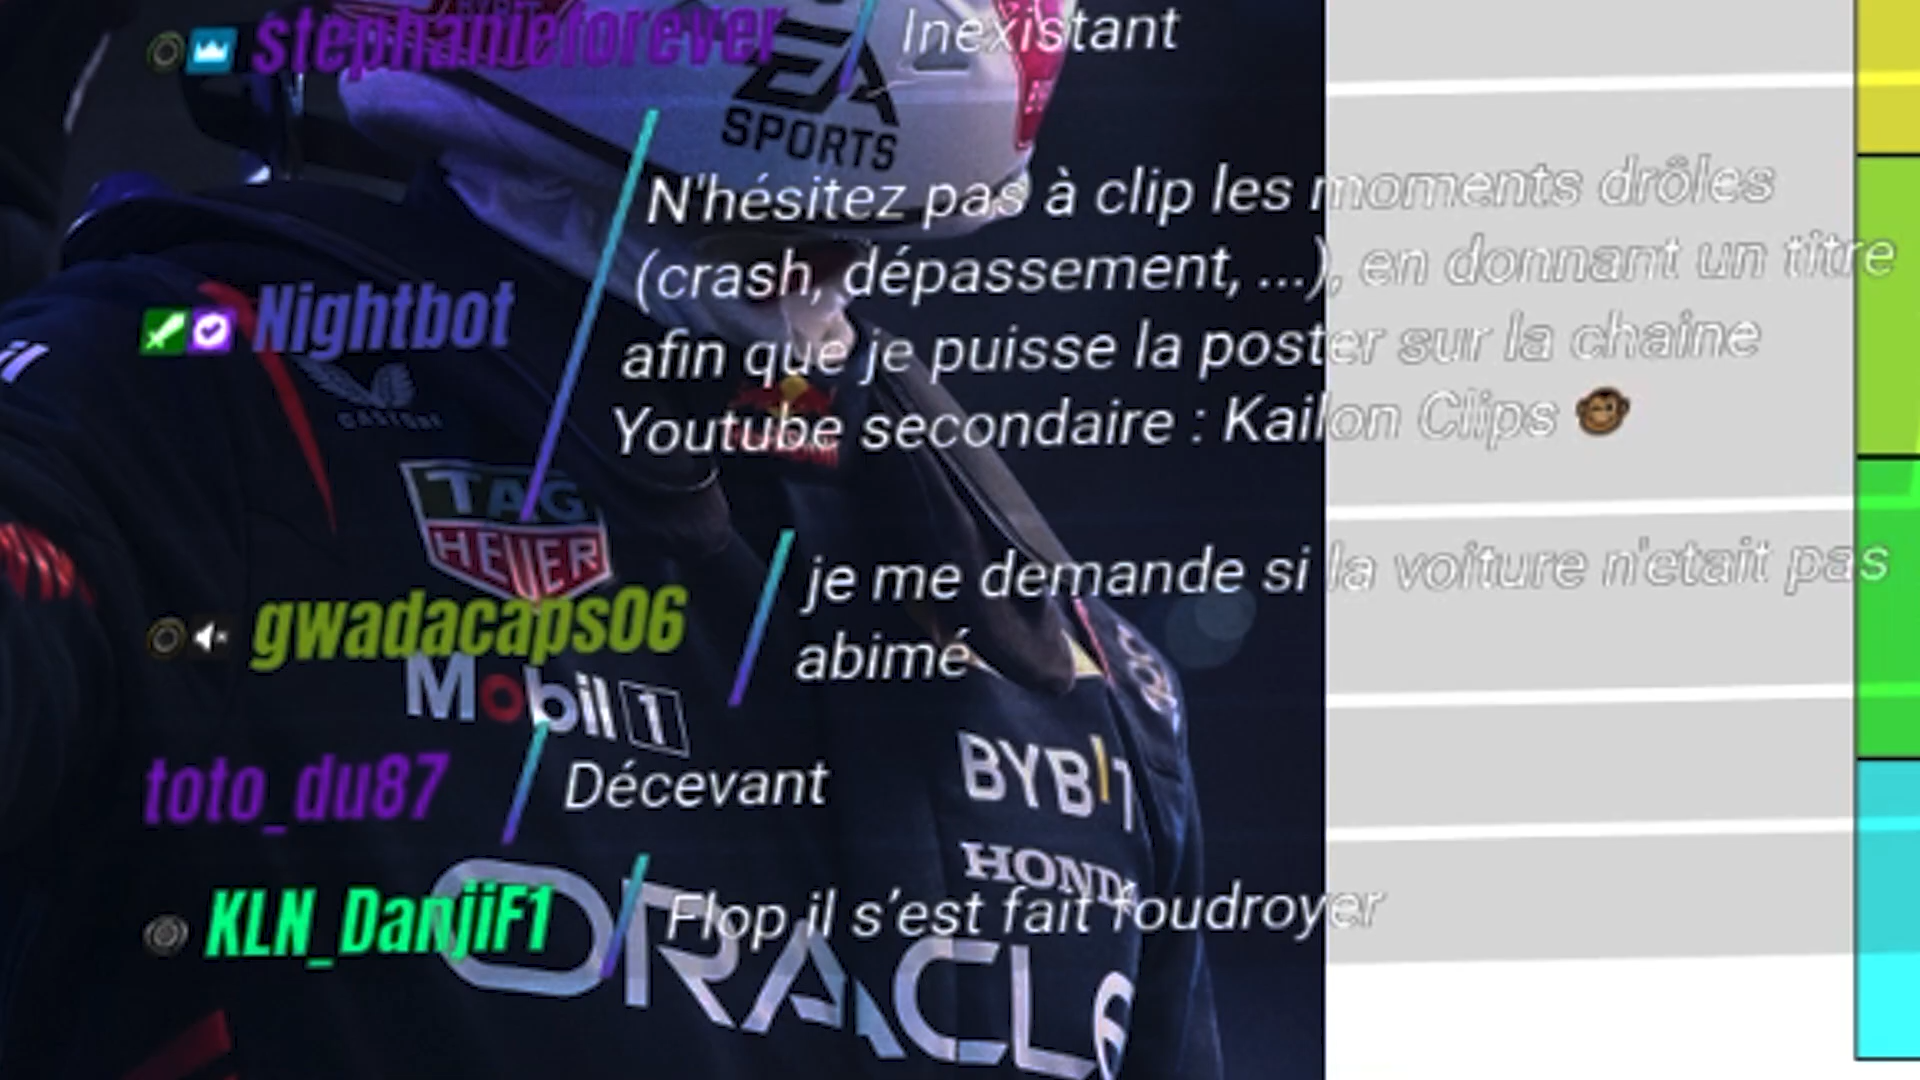 stephanieforever Inexistant
EA
SPORTS
N'hésitez pas à clip les moments drôles
(crash, dépassement, ...), en donnant un titre
Nightbot
afin que je puisse la poster sur la chaine
Youtube secondaire : Kailon Clips
CASTORE
TAG
HEUER
je me demande si la voiture n'etait pas
gwadacaps06
abimé
Mobil 1
BYBIT
toto_du87 Décevant
HONDA
KLN_DanjiF1 Flop il s'est fait foudroyer
ORACLE